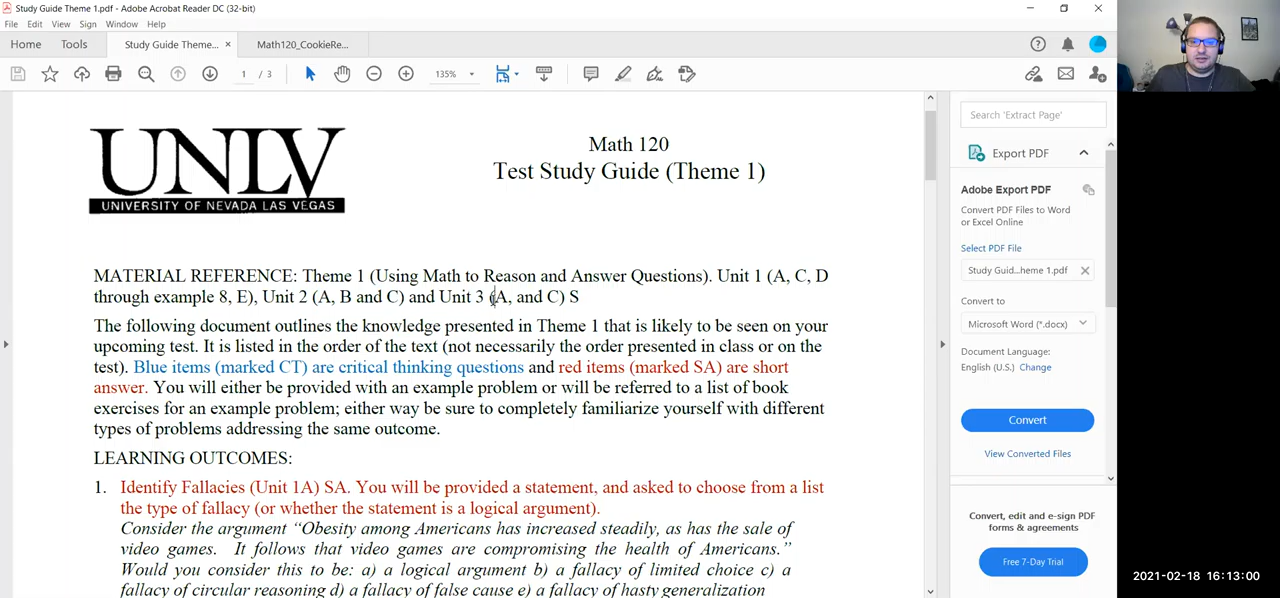 Study Guide Theme 1.pdf - Adobe Acrobat Reader DC (32-bit)
File Edit View Sign Window Help
Home Tools Study Guide Theme... × Math120_CookieRe...
1 / 3 135%
UNLV
UNIVERSITY OF NEVADA LAS VEGAS
Math 120
Test Study Guide (Theme 1)
MATERIAL REFERENCE: Theme 1 (Using Math to Reason and Answer Questions). Unit 1 (A, C, D
through example 8, E), Unit 2 (A, B and C) and Unit 3 (A, and C) S
The following document outlines the knowledge presented in Theme 1 that is likely to be seen on your
upcoming test. It is listed in the order of the text (not necessarily the order presented in class or on the
test). Blue items (marked CT) are critical thinking questions and red items (marked SA) are short
answer. You will either be provided with an example problem or will be referred to a list of book
exercises for an example problem; either way be sure to completely familiarize yourself with different
types of problems addressing the same outcome.
LEARNING OUTCOMES:
1. Identify Fallacies (Unit 1A) SA. You will be provided a statement, and asked to choose from a list
the type of fallacy (or whether the statement is a logical argument).
Consider the argument “Obesity among Americans has increased steadily, as has the sale of
video games. It follows that video games are compromising the health of Americans.”
Would you consider this to be a) a logical argument b) a fallacy of limited choice c) a
fallacy of circular reasoning d) a fallacy of false cause e) a fallacy of hasty generalization
Search 'Extract Page'
Export PDF
Adobe Export PDF
Convert PDF Files to Word
or Excel Online
Select PDF File
Study Guid...heme 1.pdf
Convert to
Microsoft Word (*.docx)
Document Language:
English (U.S.) Change
Convert
View Converted Files
Convert, edit and e-sign PDF
forms & agreements
Free 7-Day Trial
2021-02-18 16:13:00